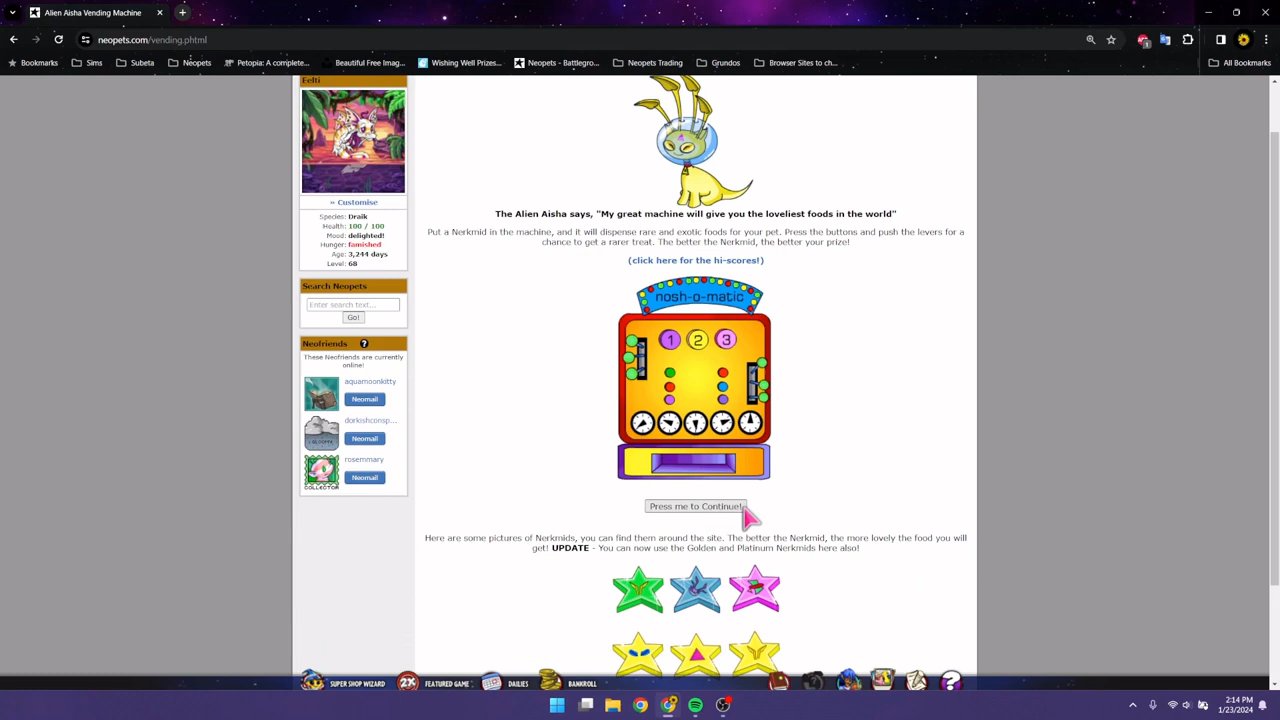 Alien Aisha Vending Machine
neopets.com/vending.phtml
Bookmarks Sims Subeta Neopets Petopia: A complete... Beautiful Free Imag... Wishing Well Prizes... Neopets - Battlegro... Neopets Trading Grundos Browser Sites to ch... All Bookmarks
Eelti
» Customise
Species: Draik
Health: 100 / 100
Mood: delighted!
Hunger: famished
Age: 3,244 days
Level: 68
Search Neopets
Enter search text...
Go!
Neofriends ?
These Neofriends are currently
online!
aquamoonkitty
Neomail
dorkishconsp...
Neomail
rosemmary
Neomail
COLLECTOR
The Alien Aisha says, "My great machine will give you the loveliest foods in the world"
Put a Nerkmid in the machine, and it will dispense rare and exotic foods for your pet. Press the buttons and push the levers for a
chance to get a rarer treat. The better the Nerkmid, the better your prize!
(click here for the hi-scores!)
nosh-o-matic
1 2 3
Press me to Continue!
Here are some pictures of Nerkmids, you can find them around the site. The better the Nerkmid, the more lovely the food you will
get! UPDATE - You can now use the Golden and Platinum Nerkmids here also!
SUPER SHOP WIZARD 2X FEATURED GAME DAILIES BANKROLL ?
2:14 PM
1/23/2024